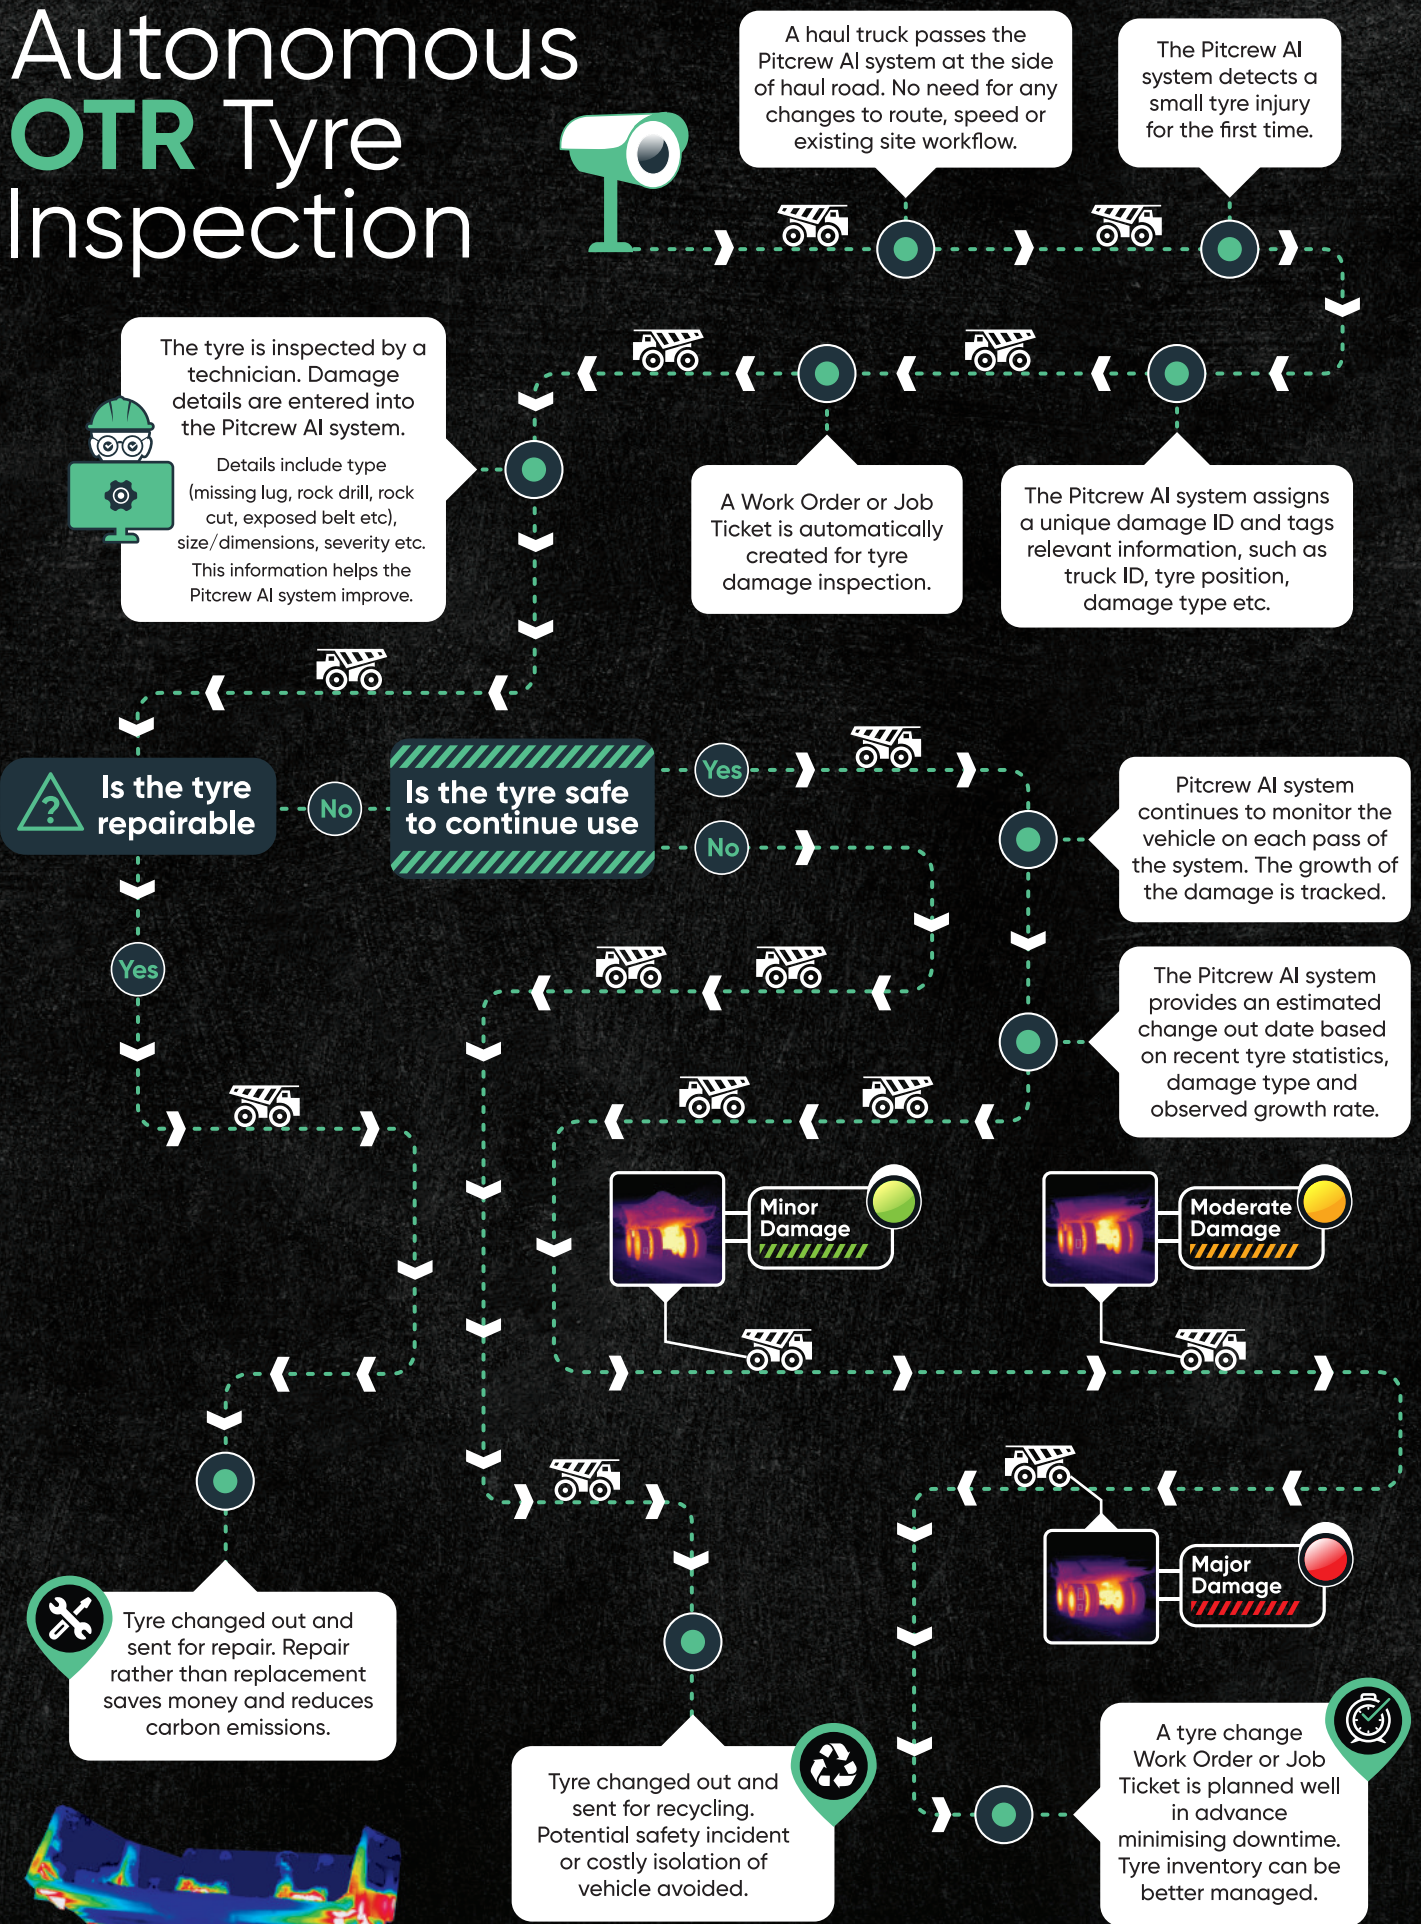 Autonomous
OTR Tyre
Inspection
A haul truck passes the
Pitcrew AI system at the side
of haul road. No need for any
changes to route, speed or
existing site workflow.
The Pitcrew AI
system detects a
small tyre injury
for the first time.
The Pitcrew AI system assigns
a unique damage ID and tags
relevant information, such as
truck ID, tyre position,
damage type etc.
A Work Order or Job
Ticket is automatically
created for tyre
damage inspection.
The tyre is inspected by a
technician. Damage
details are entered into
the Pitcrew AI system.
Details include type
(missing lug, rock drill, rock
cut, exposed belt etc),
size/dimensions, severity etc.
This information helps the
Pitcrew AI system improve.
?
Is the tyre
repairable
No
Is the tyre safe
to continue use
Yes
No
Yes
Pitcrew AI system
continues to monitor the
vehicle on each pass of
the system. The growth of
the damage is tracked.
The Pitcrew AI system
provides an estimated
change out date based
on recent tyre statistics,
damage type and
observed growth rate.
Minor
Damage
Moderate
Damage
Major
Damage
Tyre changed out and
sent for repair. Repair
rather than replacement
saves money and reduces
carbon emissions.
Tyre changed out and
sent for recycling.
Potential safety incident
or costly isolation of
vehicle avoided.
A tyre change
Work Order or Job
Ticket is planned well
in advance
minimising downtime.
Tyre inventory can be
better managed.